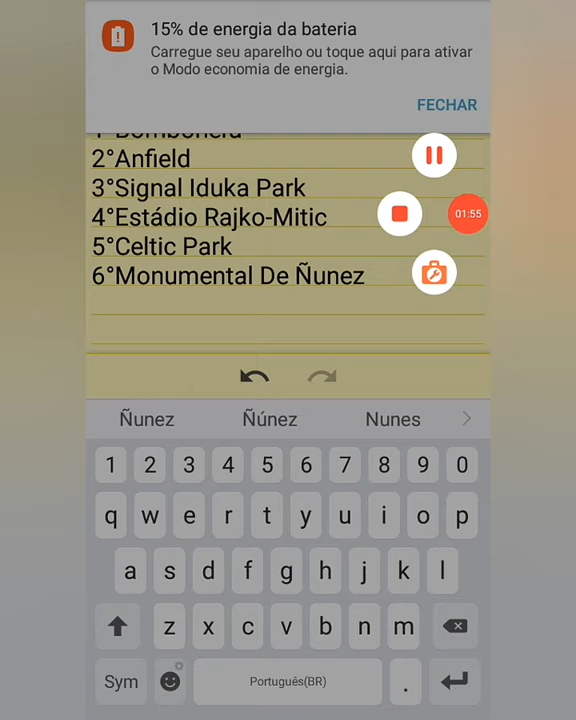 15% de energia da bateria
Carregue seu aparelho ou toque aqui para ativar
o Modo economia de energia.
FECHAR
1°Bombonera
2°Anfield
3°Signal Iduka Park
4°Estádio Rajko-Mitic
01:55
5°Celtic Park
6°Monumental De Ñunez
Ñunez Ñúnez Nunes
1 2 3 4 5 6 7 8 9 0
q w e r t y u i o p
a s d f g h j k l
z x c v b n m
Sym Português(BR) .